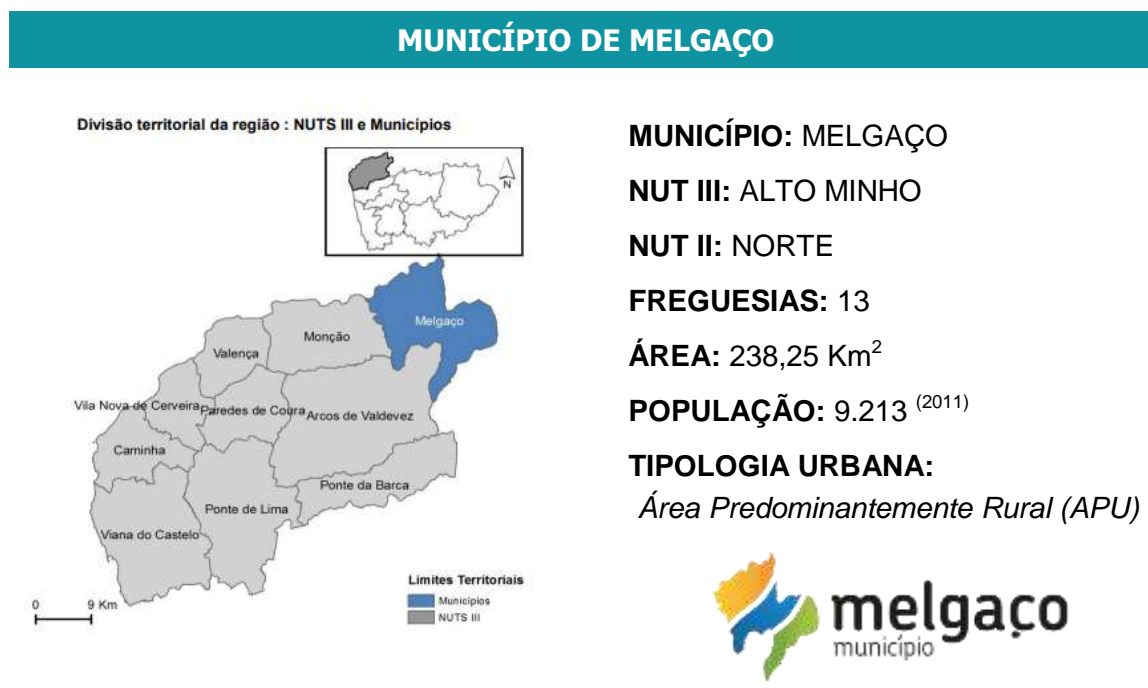 MUNICÍPIO DE MELGAÇO
Divisão territorial da região : NUTS III e Municípios
N
Melgaço
Monção
Valença
Vila Nova de Cerveira
Paredes de Coura
Arcos de Valdevez
Caminha
Ponte da Barca
Ponte de Lima
Viana do Castelo
Limites Territoriais
Municípios
NUTS III
0 9 Km
MUNICÍPIO: MELGAÇO
NUT III: ALTO MINHO
NUT II: NORTE
FREGUESIAS: 13
ÁREA: 238,25 Km²
POPULAÇÃO: 9.213 (2011)
TIPOLOGIA URBANA:
Área Predominantemente Rural (APU)
melgaço
município